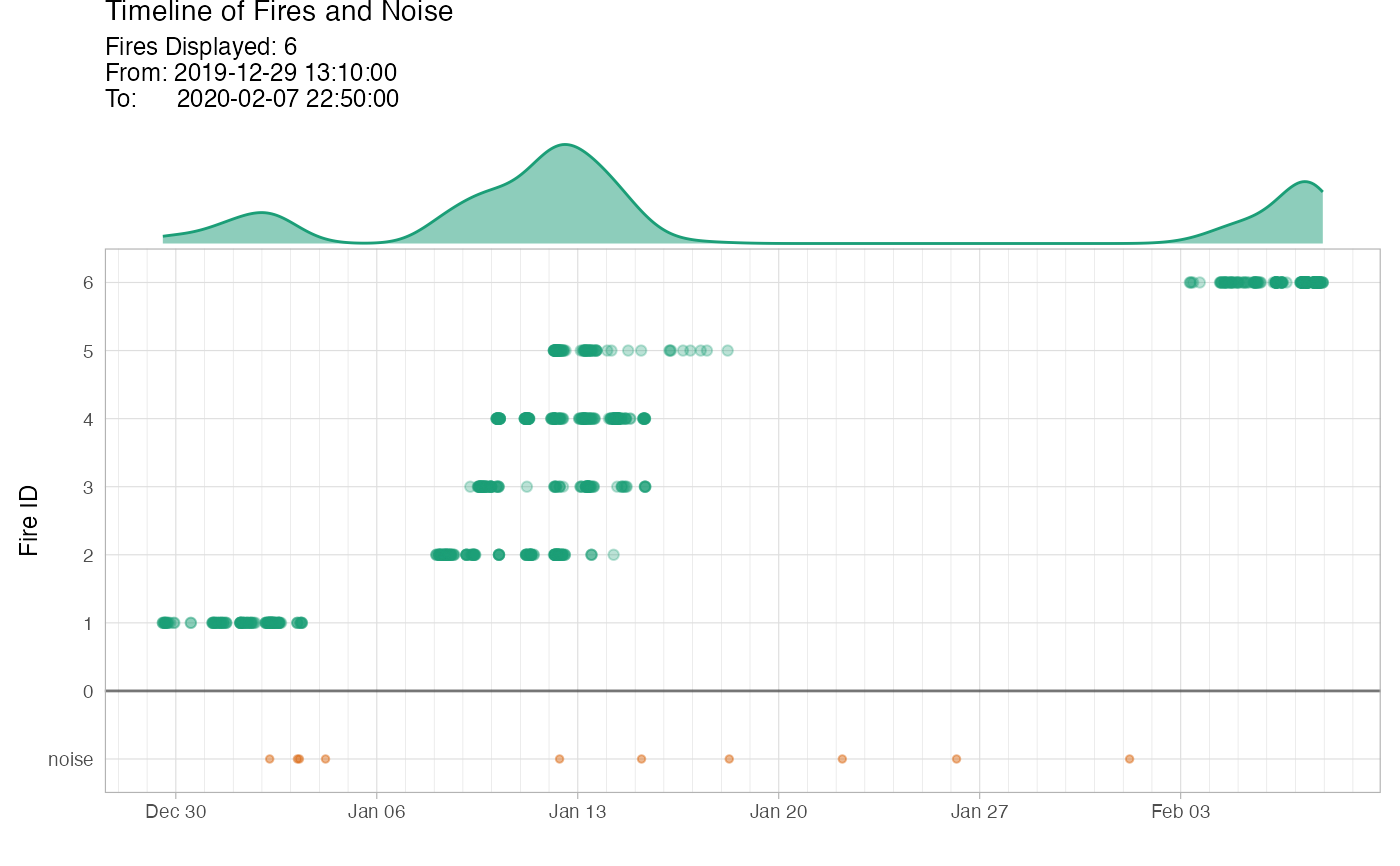 Timeline of Fires and Noise
Fires Displayed: 6
From: 2019-12-29 13:10:00
To: 2020-02-07 22:50:00
Fire ID
6
5
4
3
2
1
0
noise
Dec 30 Jan 06 Jan 13 Jan 20 Jan 27 Feb 03